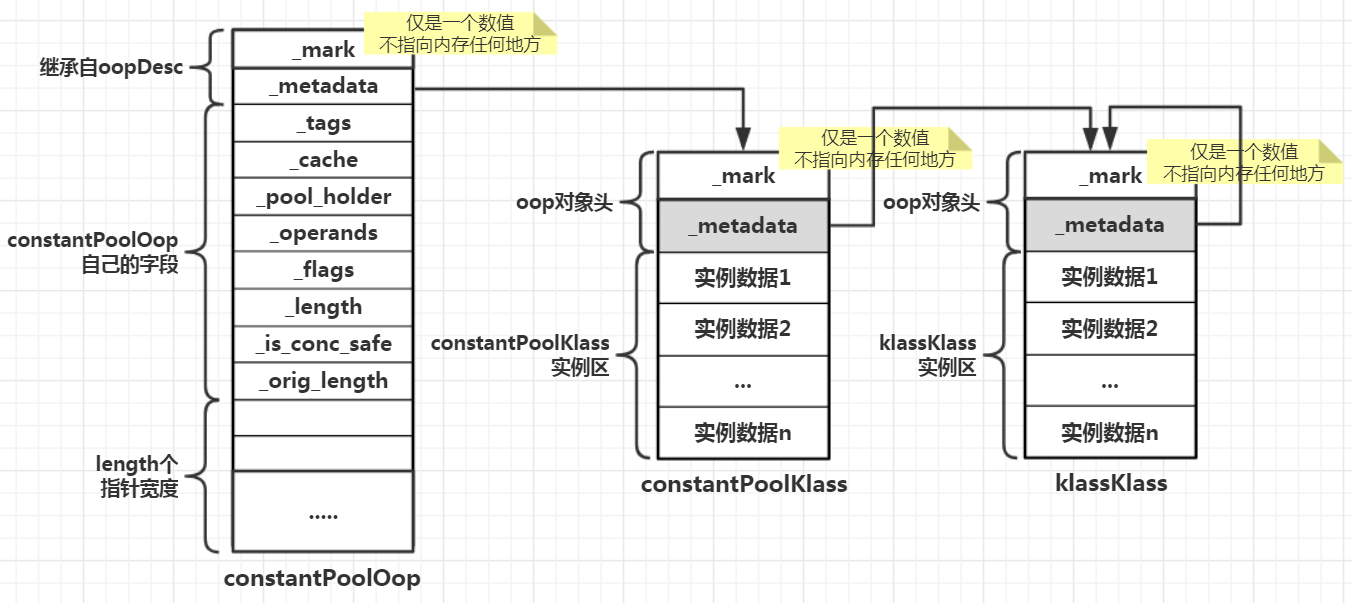 仅是一个数值
不指向内存任何地方
继承自oopDesc
_mark
_metadata
constantPoolOop
自己的字段
_tags
_cache
_pool_holder
_operands
_flags
_length
_is_conc_safe
_orig_length
length个
指针宽度
.....
constantPoolOop
仅是一个数值
不指向内存任何地方
oop对象头
_mark
_metadata
constantPoolKlass
实例区
实例数据1
实例数据2
...
实例数据n
constantPoolKlass
仅是一个数值
不指向内存任何地方
oop对象头
_mark
_metadata
klassKlass
实例区
实例数据1
实例数据2
...
实例数据n
klassKlass